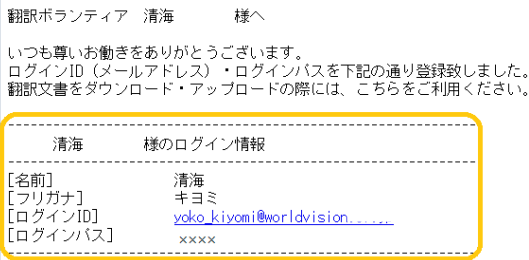 翻訳ボランティア 清海 様へ
いつも尊いお働きをありがとうございます。
ログインID（メールアドレス）・ログインパスを下記の通り登録致しました。
翻訳文書をダウンロード・アップロードの際には、こちらをご利用ください。
清海 様のログイン情報
[名前] 清海
[フリガナ] キヨミ
[ログインID] yoko_kiyomi@worldvision.
[ログインパス] ××××